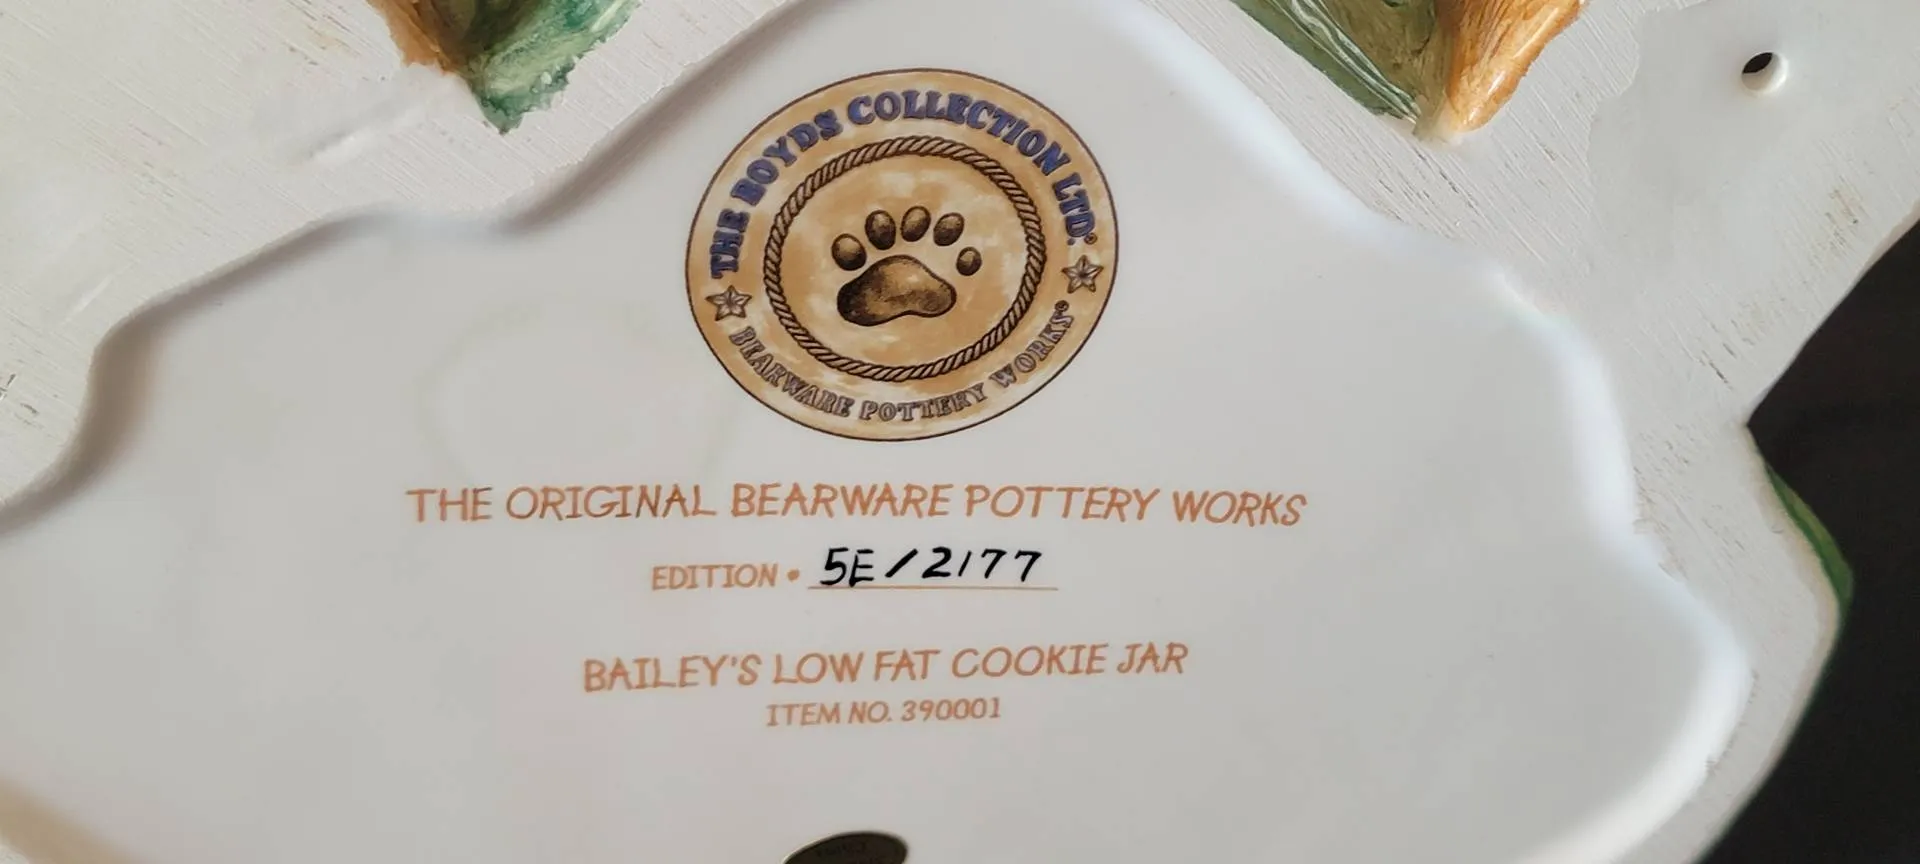 THE BOYDS COLLECTION LTD.®
BEARWARE POTTERY WORKS®
THE ORIGINAL BEARWARE POTTERY WORKS
EDITION • 5E/2177
BAILEY'S LOW FAT COOKIE JAR
ITEM NO. 390001